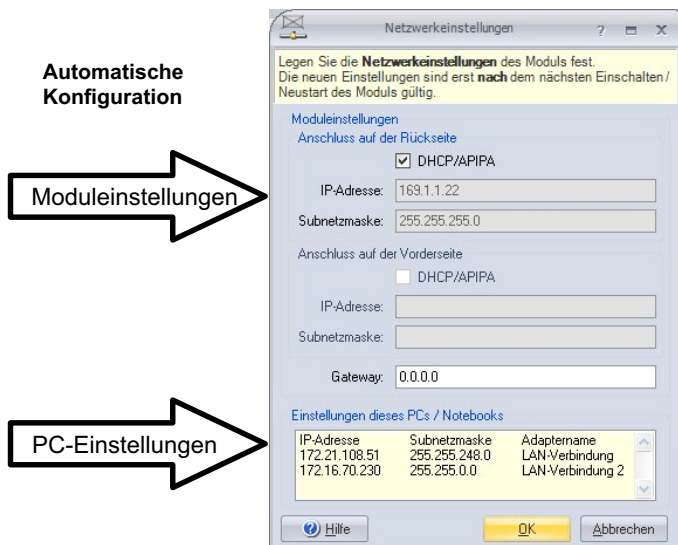 Netzwerkeinstellungen
Legen Sie die Netzwerkeinstellungen des Moduls fest.
Die neuen Einstellungen sind erst nach dem nächsten Einschalten /
Neustart des Moduls gültig.
Automatische
Konfiguration
Moduleinstellungen
Anschluss auf der Rückseite
DHCP/APIPA
Moduleinstellungen
IP-Adresse: 169.1.1.22
Subnetzmaske: 255.255.255.0
Anschluss auf der Vorderseite
DHCP/APIPA
IP-Adresse:
Subnetzmaske:
Gateway: 0.0.0.0
Einstellungen dieses PCs / Notebooks
PC-Einstellungen
IP-Adresse Subnetzmaske Adaptername
172.21.108.51 255.255.248.0 LAN-Verbindung
172.16.70.230 255.255.0.0 LAN-Verbindung 2
Hilfe OK Abbrechen